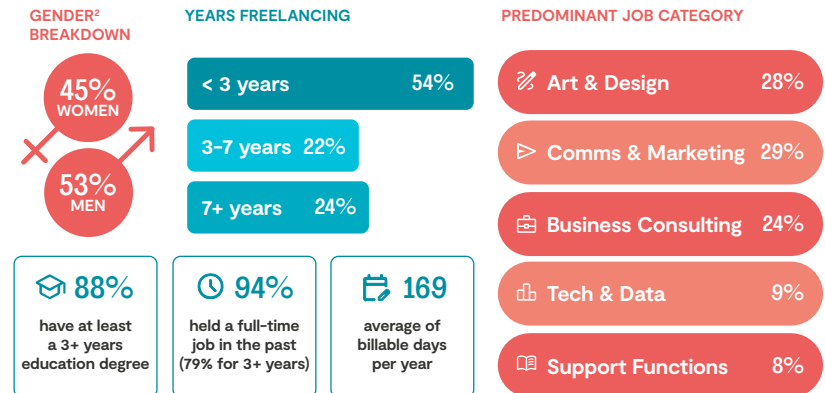 GENDER²
BREAKDOWN
45%
WOMEN
53%
MEN
YEARS FREELANCING
< 3 years 54%
3-7 years 22%
7+ years 24%
88%
have at least
a 3+ years
education degree
94%
held a full-time
job in the past
(79% for 3+ years)
169
average of
billable days
per year
PREDOMINANT JOB CATEGORY
Art & Design 28%
Comms & Marketing 29%
Business Consulting 24%
Tech & Data 9%
Support Functions 8%